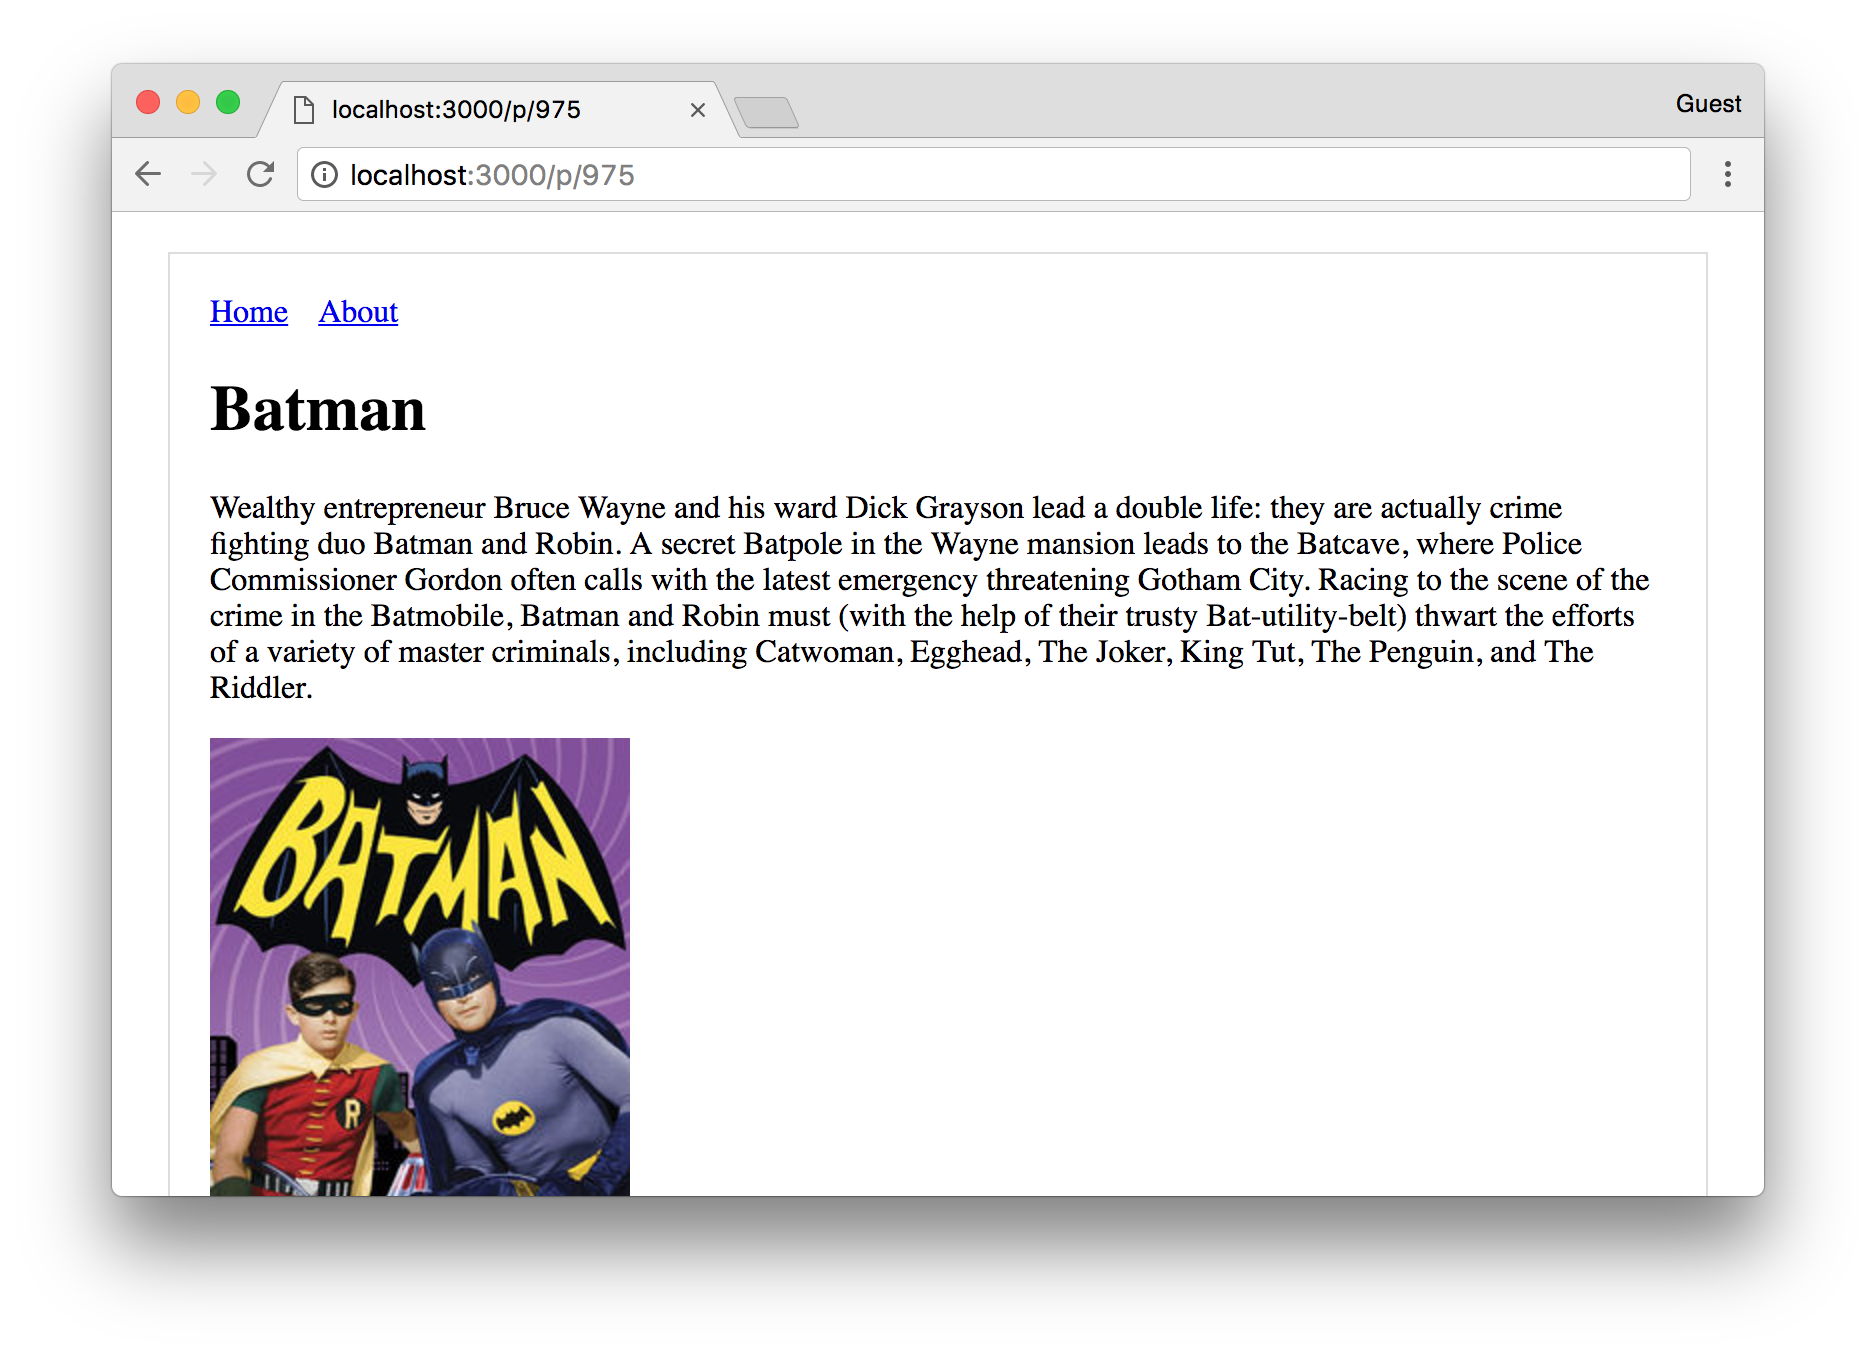 localhost:3000/p/975
Guest
localhost:3000/p/975
Home About
Batman
Wealthy entrepreneur Bruce Wayne and his ward Dick Grayson lead a double life: they are actually crime
fighting duo Batman and Robin. A secret Batpole in the Wayne mansion leads to the Batcave, where Police
Commissioner Gordon often calls with the latest emergency threatening Gotham City. Racing to the scene of the
crime in the Batmobile, Batman and Robin must (with the help of their trusty Bat-utility-belt) thwart the efforts
of a variety of master criminals, including Catwoman, Egghead, The Joker, King Tut, The Penguin, and The
Riddler.
BATMAN
R